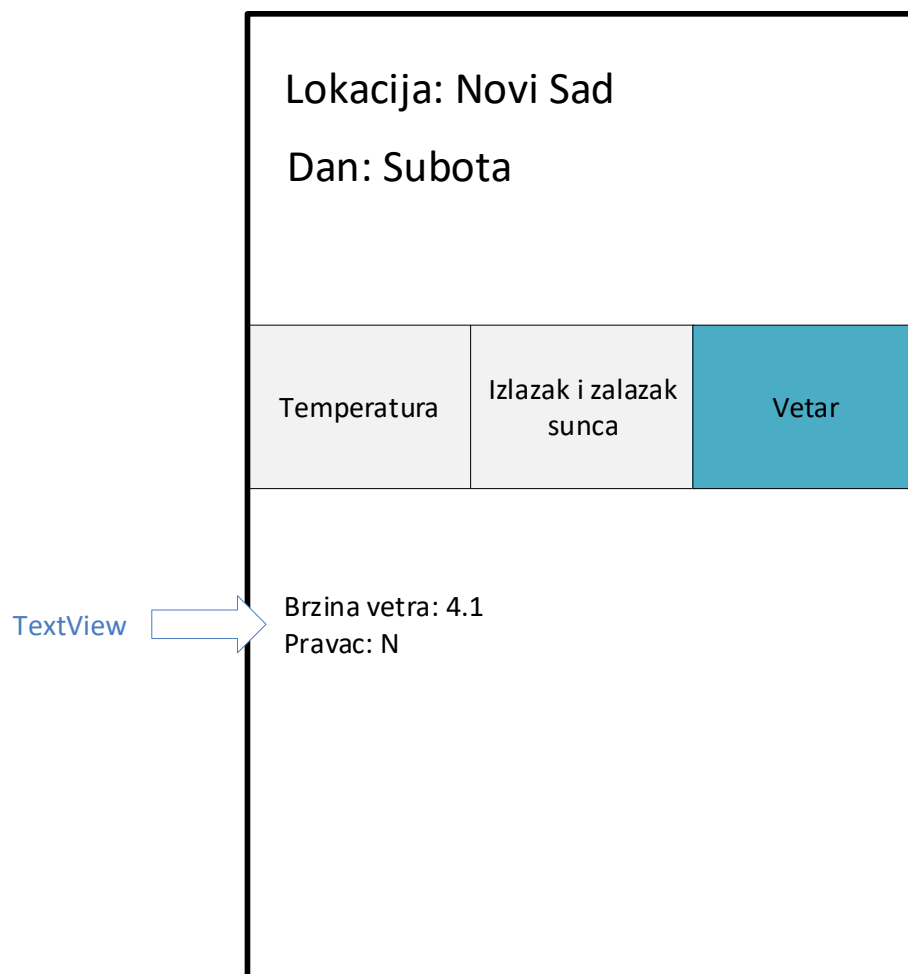 Lokacija: Novi Sad
Dan: Subota
Temperatura
Izlazak i zalazak
sunca
Vetar
TextView
Brzina vetra: 4.1
Pravac: N